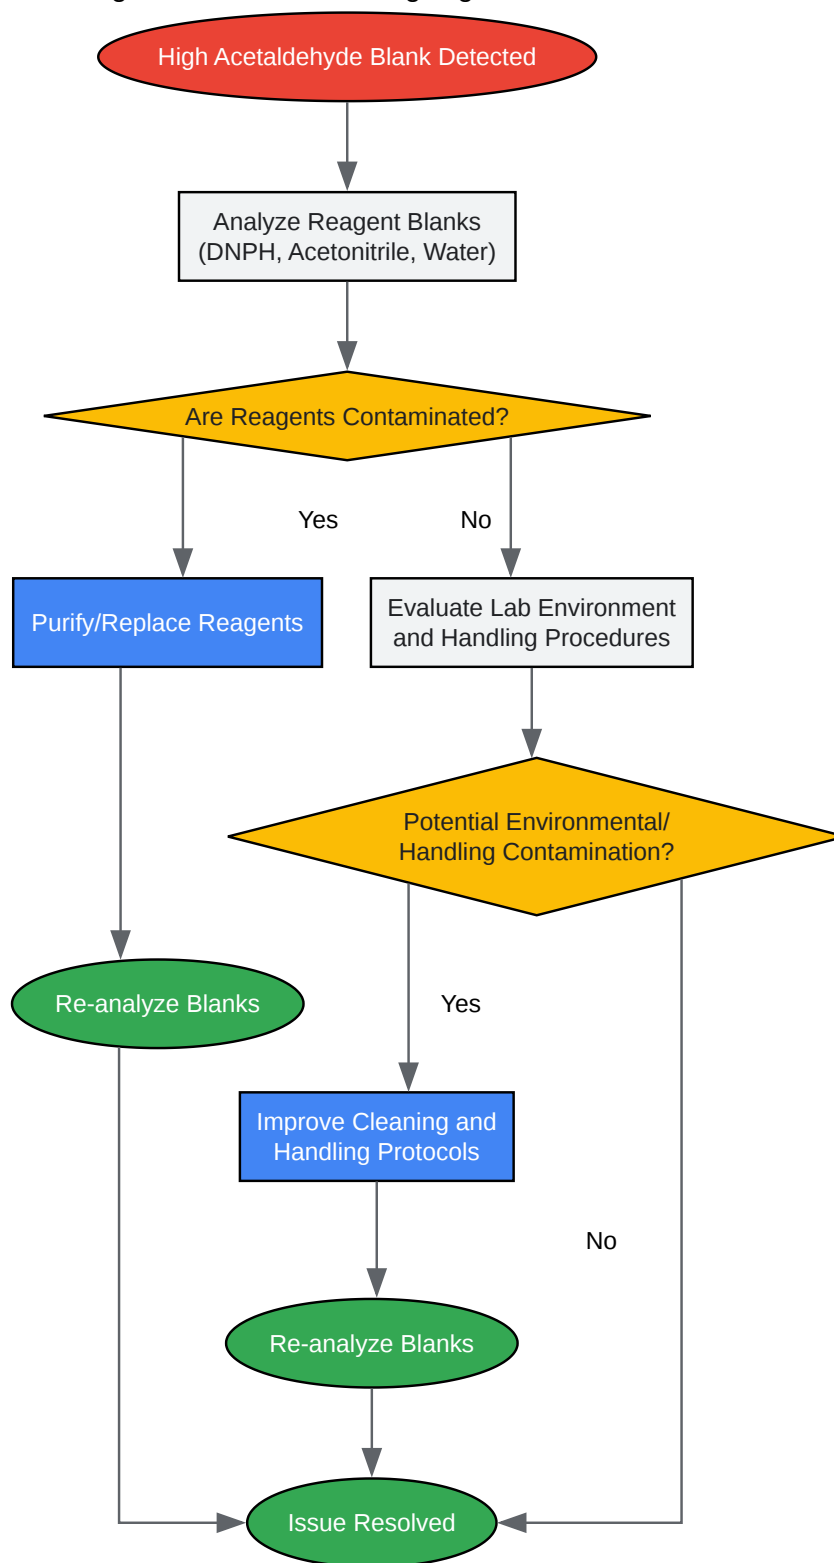 High Acetaldehyde Blank Detected
Analyze Reagent Blanks
(DNPH, Acetonitrile, Water)
Are Reagents Contaminated?
Yes
No
Purify/Replace Reagents
Evaluate Lab Environment
and Handling Procedures
Potential Environmental/
Handling Contamination?
Re-analyze Blanks
Yes
Improve Cleaning and
Handling Protocols
No
Re-analyze Blanks
Issue Resolved